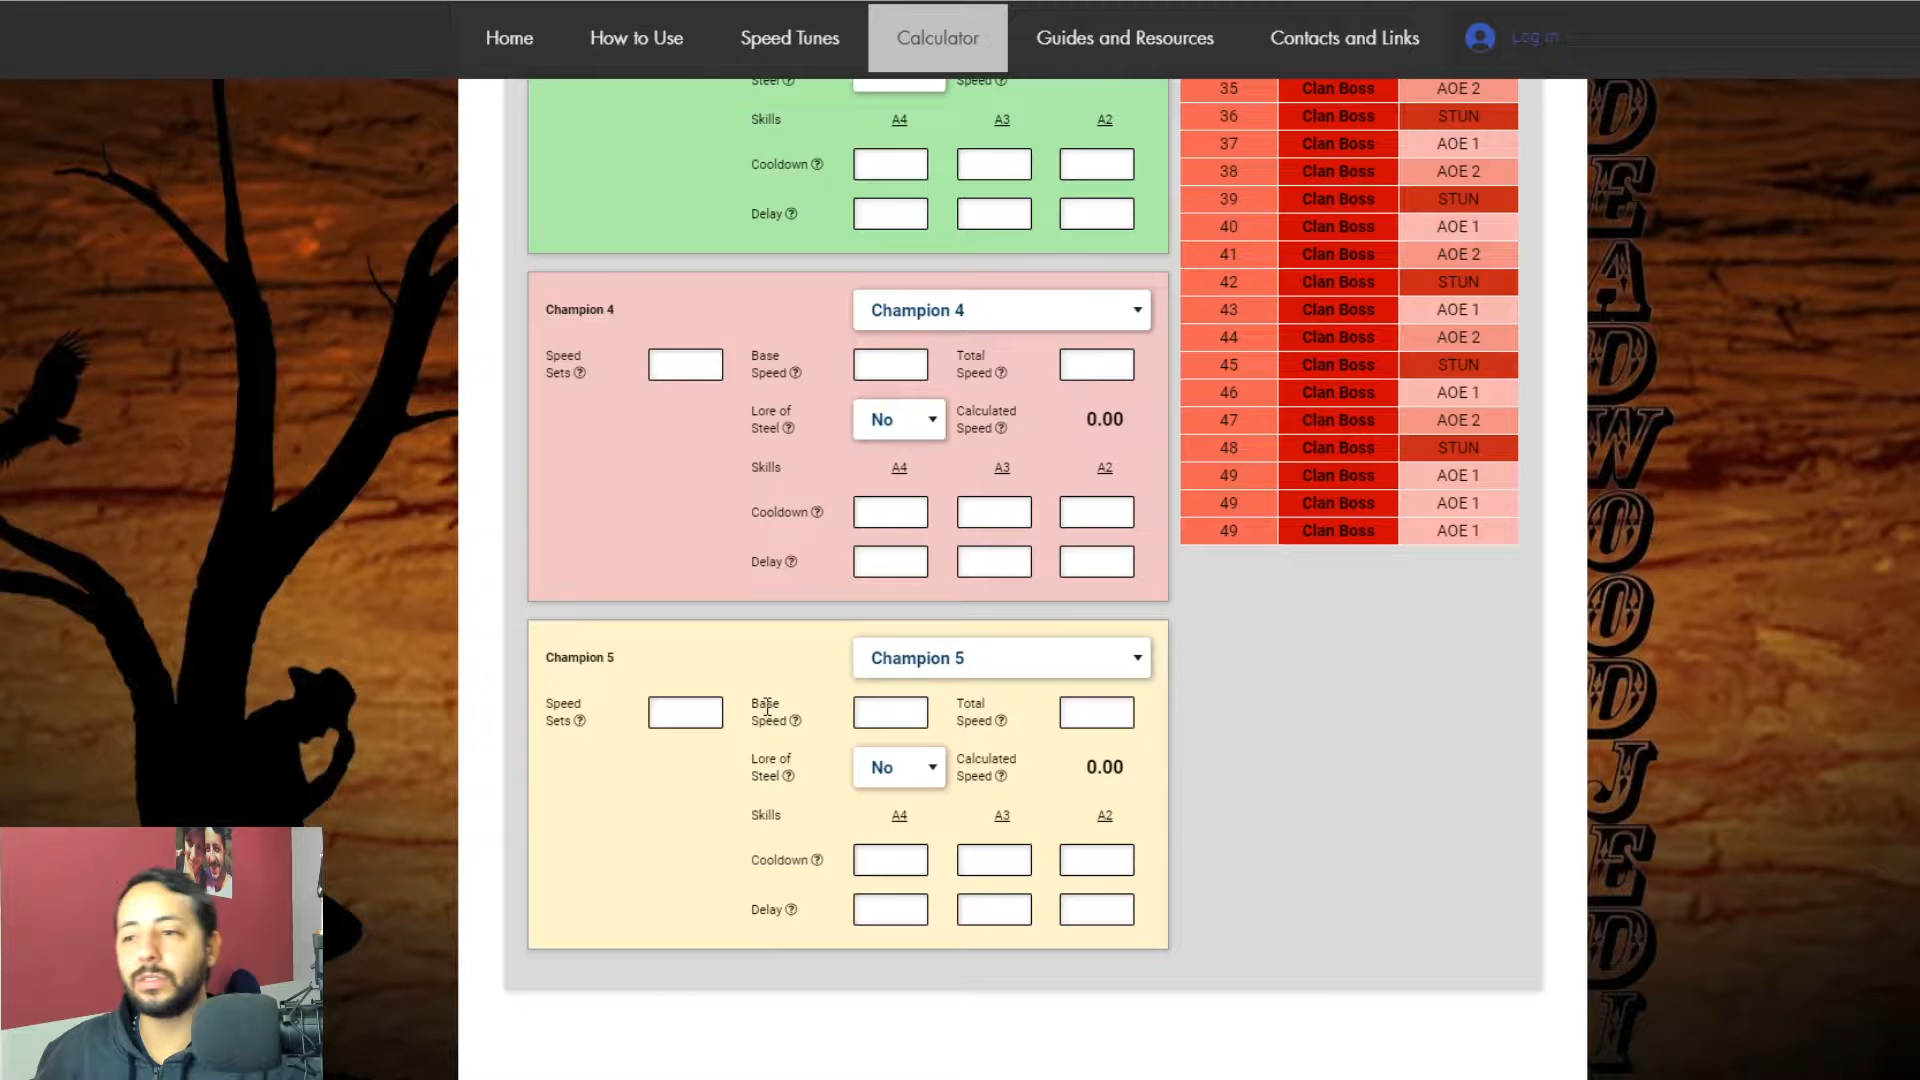 Home How to Use Speed Tunes Calculator Guides and Resources Contacts and Links Log In
Steel Speed
Skills A4 A3 A2
Cooldown
Delay
Champion 4 Champion 4
Speed Sets Base Speed Total Speed
Lore of Steel No Calculated Speed 0.00
Skills A4 A3 A2
Cooldown
Delay
Champion 5 Champion 5
Speed Sets Base Speed Total Speed
Lore of Steel No Calculated Speed 0.00
Skills A4 A3 A2
Cooldown
Delay
35 Clan Boss AOE 2
36 Clan Boss STUN
37 Clan Boss AOE 1
38 Clan Boss AOE 2
39 Clan Boss STUN
40 Clan Boss AOE 1
41 Clan Boss AOE 2
42 Clan Boss STUN
43 Clan Boss AOE 1
44 Clan Boss AOE 2
45 Clan Boss STUN
46 Clan Boss AOE 1
47 Clan Boss AOE 2
48 Clan Boss STUN
49 Clan Boss AOE 1
49 Clan Boss AOE 1
49 Clan Boss AOE 1
DEADWOODJEDI